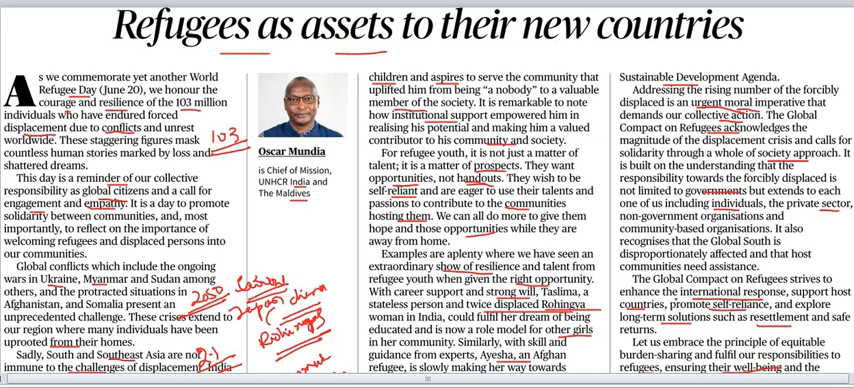 Refugees as assets to their new countries
As we commemorate yet another World
Refugee Day (June 20), we honour the
courage and resilience of the 103 million
individuals who have endured forced
displacement due to conflicts and unrest
worldwide. These staggering figures mask
countless human stories marked by loss and
shattered dreams.
This day is a reminder of our collective
responsibility as global citizens and a call for
engagement and empathy. It is a day to promote
solidarity between communities, and, most
importantly, to reflect on the importance of
welcoming refugees and displaced persons into
our communities.
Global conflicts which include the ongoing
wars in Ukraine, Myanmar and Sudan among
others, and the protracted situations in
Afghanistan, and Somalia present an
unprecedented challenge. These crises extend to
our region where many individuals have been
uprooted from their homes.
Sadly, South and Southeast Asia are no
immune to the challenges of displacement. India
103
2050
Japan China
Rohingya
Oscar Mundia
is Chief of Mission,
UNHCR India and
The Maldives
children and aspires to serve the community that
uplifted him from being “a nobody” to a valuable
member of the society. It is remarkable to note
how institutional support empowered him in
realising his potential and making him a valued
contributor to his community and society.
For refugee youth, it is not just a matter of
talent; it is a matter of prospects. They want
opportunities, not handouts. They wish to be
self-reliant and are eager to use their talents and
passions to contribute to the communities
hosting them. We can all do more to give them
hope and those opportunities while they are
away from home.
Examples are aplenty where we have seen an
extraordinary show of resilience and talent from
refugee youth when given the right opportunity.
With career support and strong will, Taslima, a
stateless person and twice displaced Rohingya
woman in India, could fulfil her dream of being
educated and is now a role model for other girls
in her community. Similarly, with skill and
guidance from experts, Ayesha, an Afghan
refugee, is slowly making her way towards
Sustainable Development Agenda.
Addressing the rising number of the forcibly
displaced is an urgent moral imperative that
demands our collective action. The Global
Compact on Refugees acknowledges the
magnitude of the displacement crisis and calls for
solidarity through a whole of society approach. It
is built on the understanding that the
responsibility towards the forcibly displaced is
not limited to governments but extends to each
one of us including individuals, the private sector,
non-government organisations and
community-based organisations. It also
recognises that the Global South is
disproportionately affected and that host
communities need assistance.
The Global Compact on Refugees strives to
enhance the international response, support host
countries, promote self-reliance, and explore
long-term solutions such as resettlement and safe
returns.
Let us embrace the principle of equitable
burden-sharing and fulfil our responsibilities to
refugees, ensuring their well-being and the